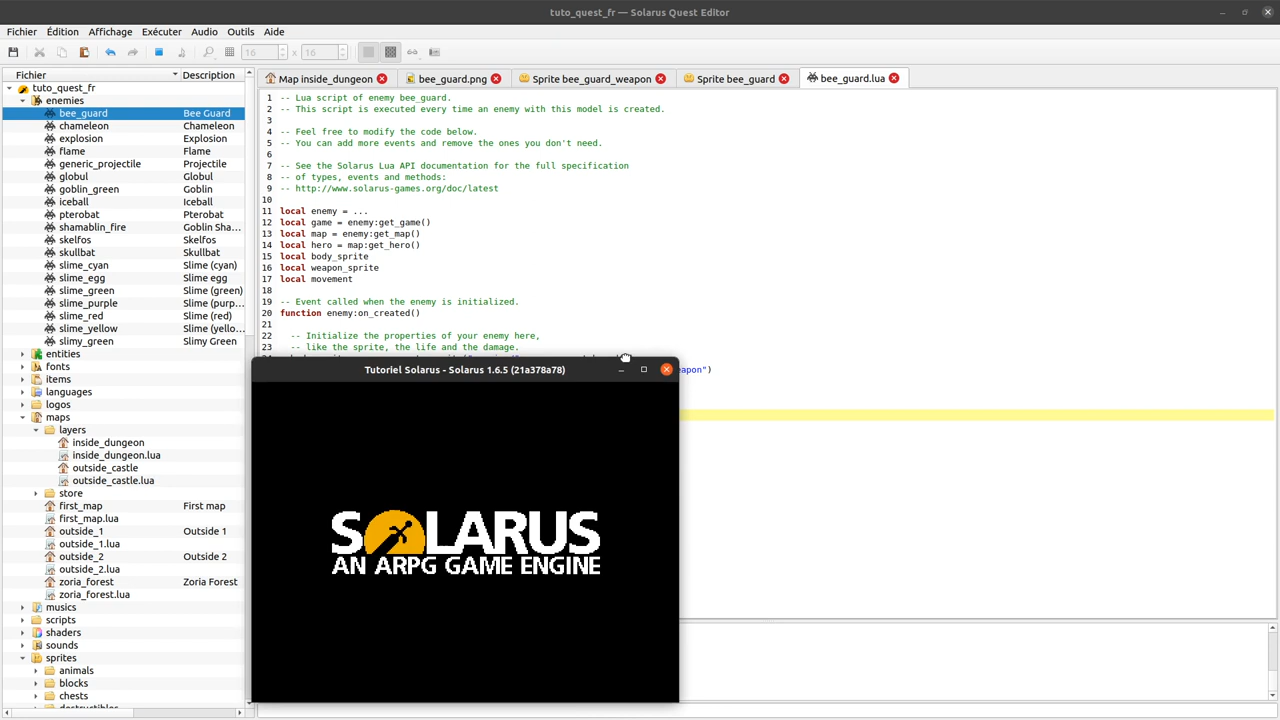 tuto_quest_fr — Solarus Quest Editor
Fichier Édition Affichage Exécuter Audio Outils Aide
16 x 16
Fichier Description
tuto_quest_fr
enemies
bee_guard Bee Guard
chameleon Chameleon
explosion Explosion
flame Flame
generic_projectile Projectile
globul Globul
goblin_green Goblin
iceball Iceball
pterobat Pterobat
shamablin_fire Goblin Sha...
skelfos Skelfos
skullbat Skullbat
slime_cyan Slime (cyan)
slime_egg Slime egg
slime_green Slime (green)
slime_purple Slime (purp...
slime_red Slime (red)
slime_yellow Slime (yello...
slimy_green Slimy Green
entities
fonts
items
languages
logos
maps
layers
inside_dungeon
inside_dungeon.lua
outside_castle
outside_castle.lua
store
first_map First map
first_map.lua
outside_1 Outside 1
outside_1.lua
outside_2 Outside 2
outside_2.lua
zoria_forest Zoria Forest
zoria_forest.lua
musics
scripts
shaders
sounds
sprites
animals
blocks
chests
Map inside_dungeon bee_guard.png Sprite bee_guard_weapon Sprite bee_guard bee_guard.lua
1 -- Lua script of enemy bee_guard.
2 -- This script is executed every time an enemy with this model is created.
3
4 -- Feel free to modify the code below.
5 -- You can add more events and remove the ones you don't need.
6
7 -- See the Solarus Lua API documentation for the full specification
8 -- of types, events and methods:
9 -- http://www.solarus-games.org/doc/latest
10
11 local enemy = ...
12 local game = enemy:get_game()
13 local map = enemy:get_map()
14 local hero = map:get_hero()
15 local body_sprite
16 local weapon_sprite
17 local movement
18
19 -- Event called when the enemy is initialized.
20 function enemy:on_created()
21
22 -- Initialize the properties of your enemy here,
23 -- like the sprite, the life and the damage.
eapon")
Tutoriel Solarus - Solarus 1.6.5 (21a378a78)
SOLARUS
AN ARPG GAME ENGINE